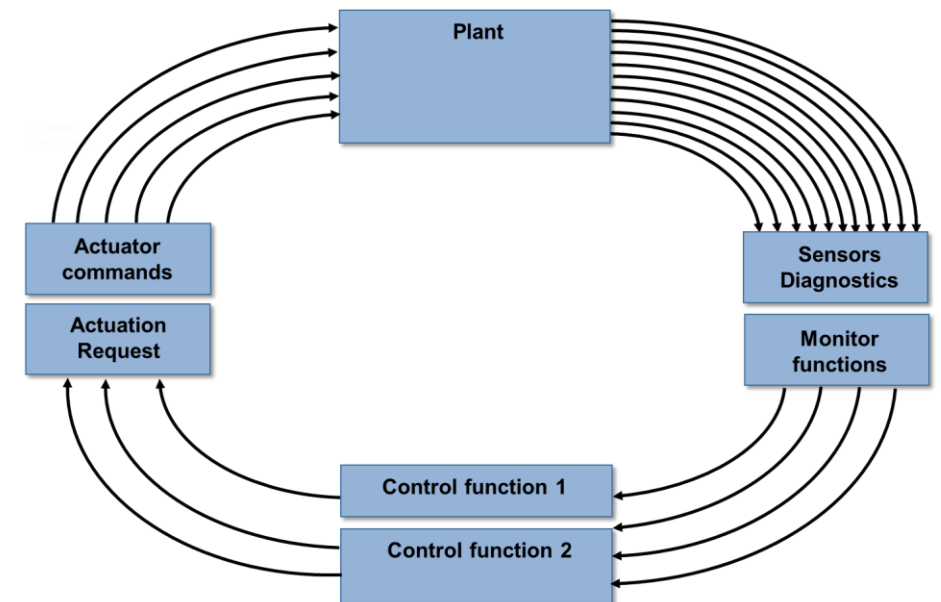 Plant
Actuator
commands
Sensors
Diagnostics
Actuation
Request
Monitor
functions
Control function 1
Control function 2